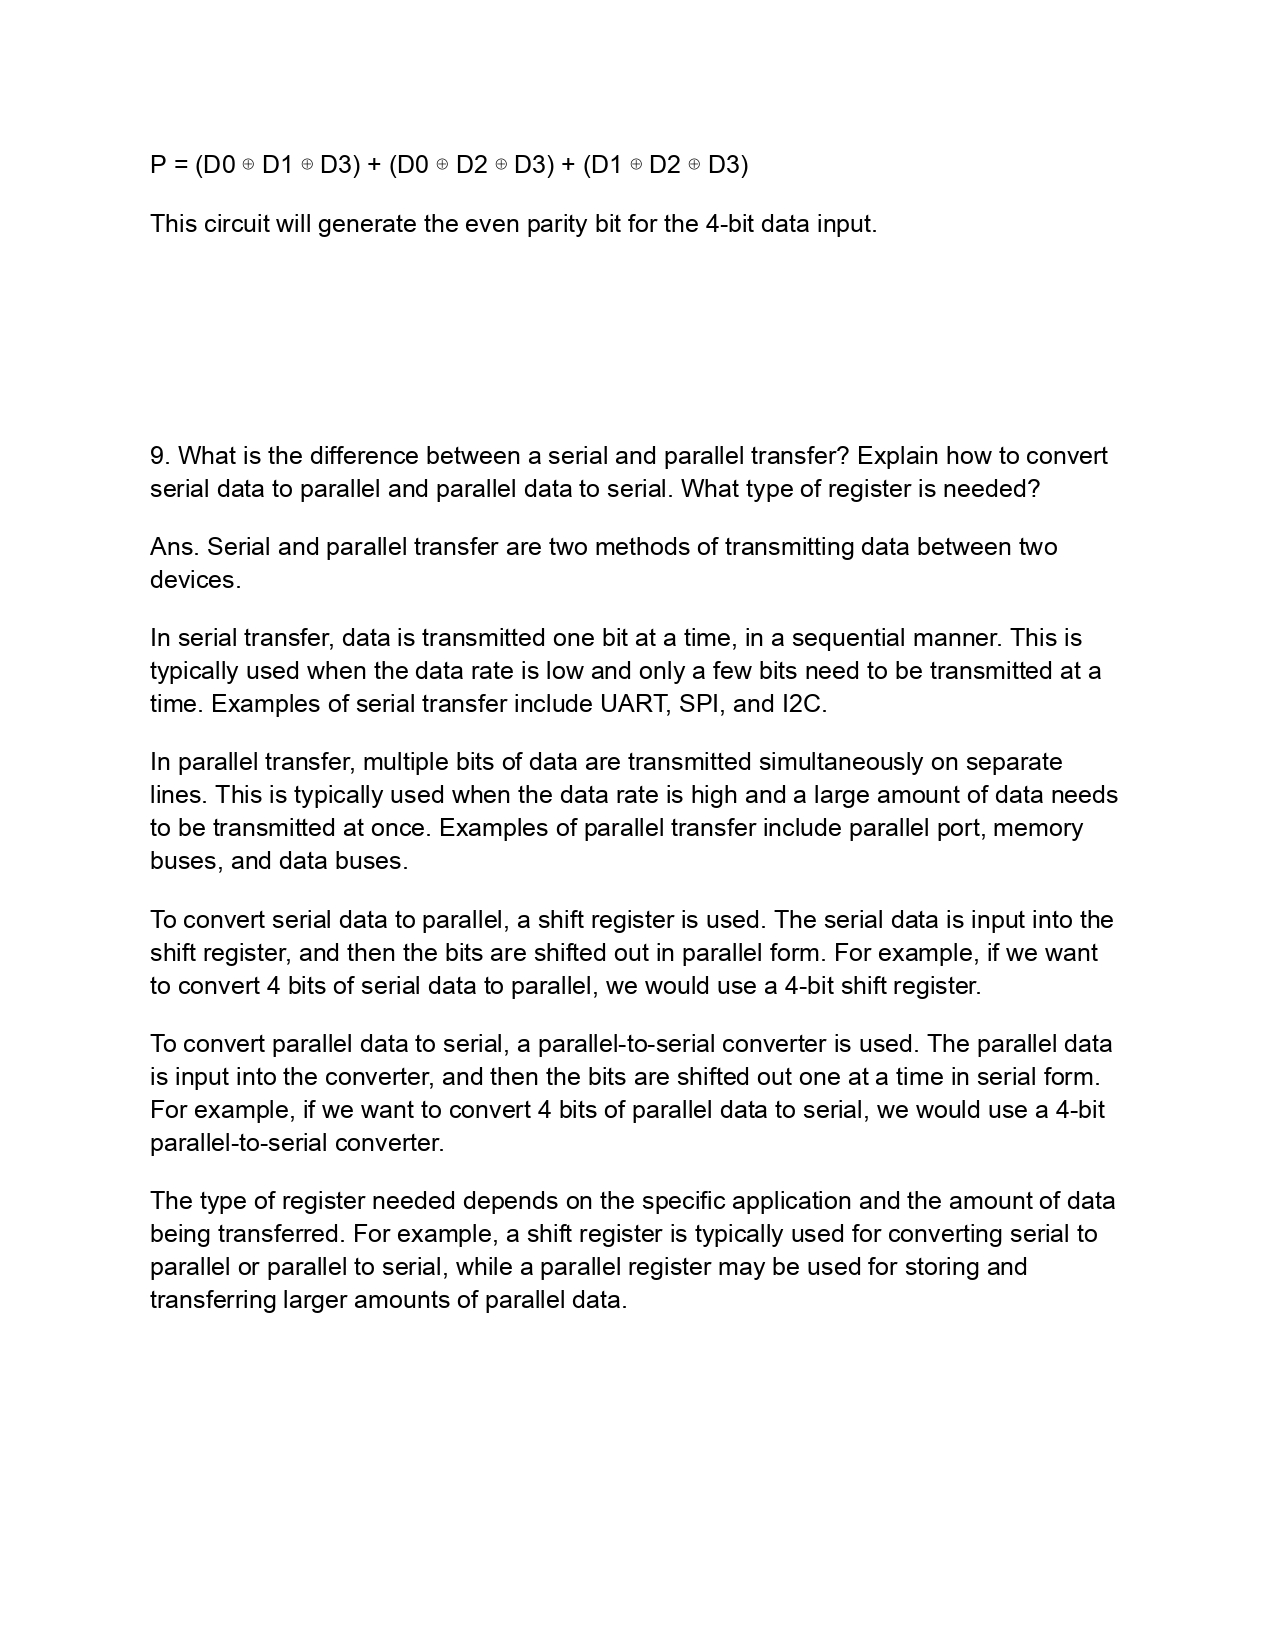 P = (D0 ⊕ D1 ⊕ D3) + (D0 ⊕ D2 ⊕ D3) + (D1 ⊕ D2 ⊕ D3)
This circuit will generate the even parity bit for the 4-bit data input.
9. What is the difference between a serial and parallel transfer? Explain how to convert
serial data to parallel and parallel data to serial. What type of register is needed?
Ans. Serial and parallel transfer are two methods of transmitting data between two
devices.
In serial transfer, data is transmitted one bit at a time, in a sequential manner. This is
typically used when the data rate is low and only a few bits need to be transmitted at a
time. Examples of serial transfer include UART, SPI, and I2C.
In parallel transfer, multiple bits of data are transmitted simultaneously on separate
lines. This is typically used when the data rate is high and a large amount of data needs
to be transmitted at once. Examples of parallel transfer include parallel port, memory
buses, and data buses.
To convert serial data to parallel, a shift register is used. The serial data is input into the
shift register, and then the bits are shifted out in parallel form. For example, if we want
to convert 4 bits of serial data to parallel, we would use a 4-bit shift register.
To convert parallel data to serial, a parallel-to-serial converter is used. The parallel data
is input into the converter, and then the bits are shifted out one at a time in serial form.
For example, if we want to convert 4 bits of parallel data to serial, we would use a 4-bit
parallel-to-serial converter.
The type of register needed depends on the specific application and the amount of data
being transferred. For example, a shift register is typically used for converting serial to
parallel or parallel to serial, while a parallel register may be used for storing and
transferring larger amounts of parallel data.